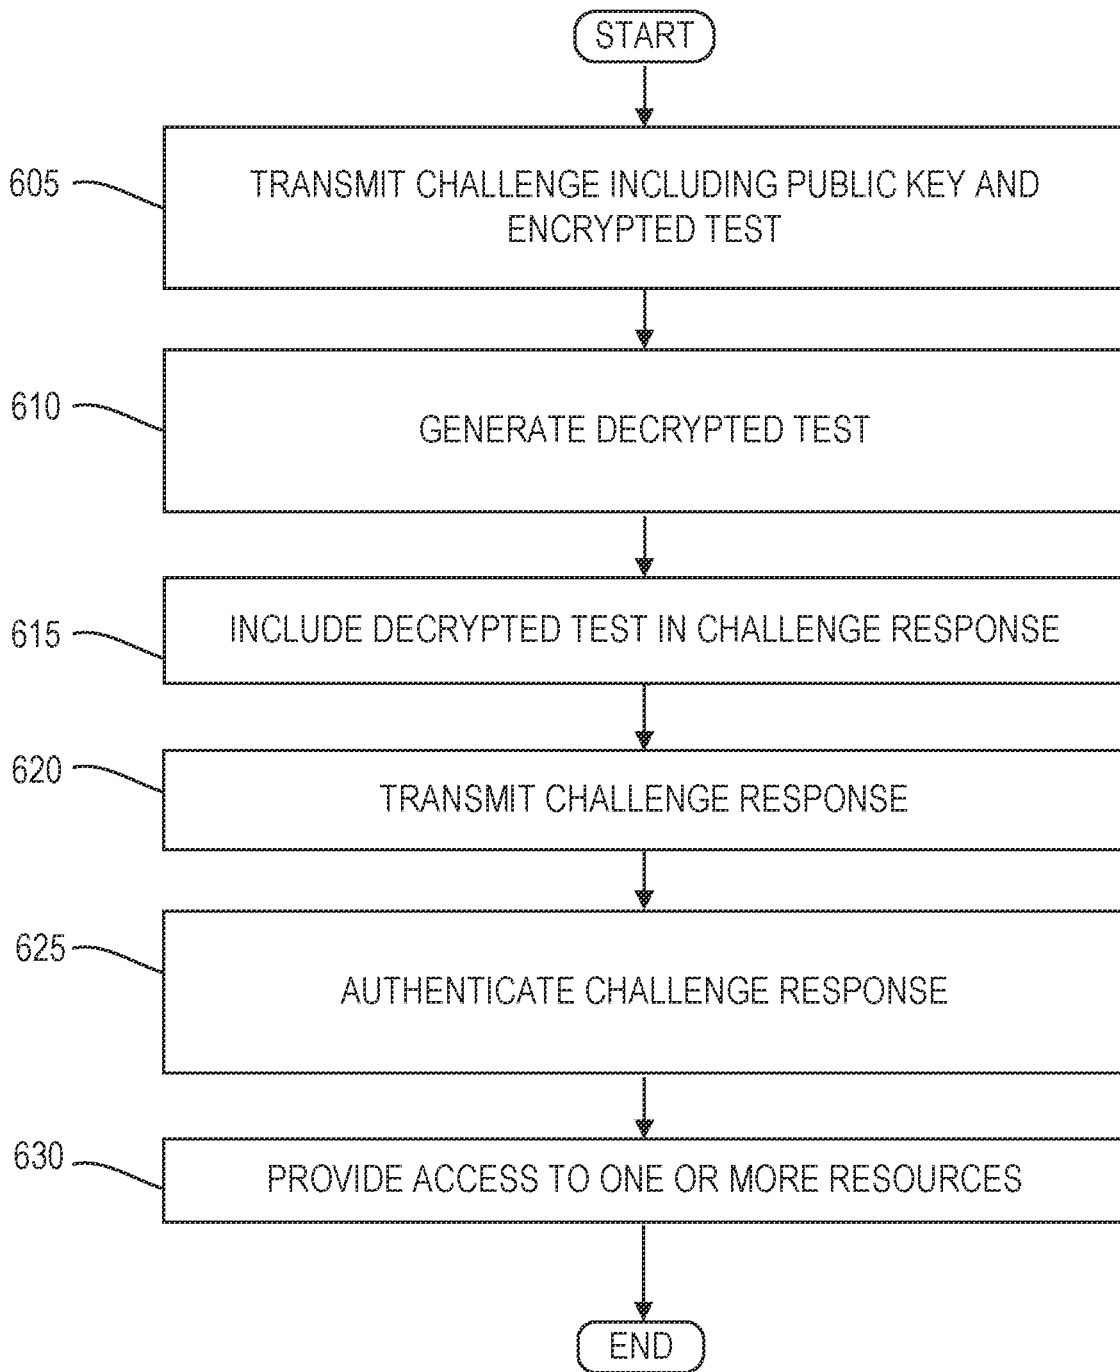 START
605
TRANSMIT CHALLENGE INCLUDING PUBLIC KEY AND
ENCRYPTED TEST
610
GENERATE DECRYPTED TEST
615
INCLUDE DECRYPTED TEST IN CHALLENGE RESPONSE
620
TRANSMIT CHALLENGE RESPONSE
625
AUTHENTICATE CHALLENGE RESPONSE
630
PROVIDE ACCESS TO ONE OR MORE RESOURCES
END